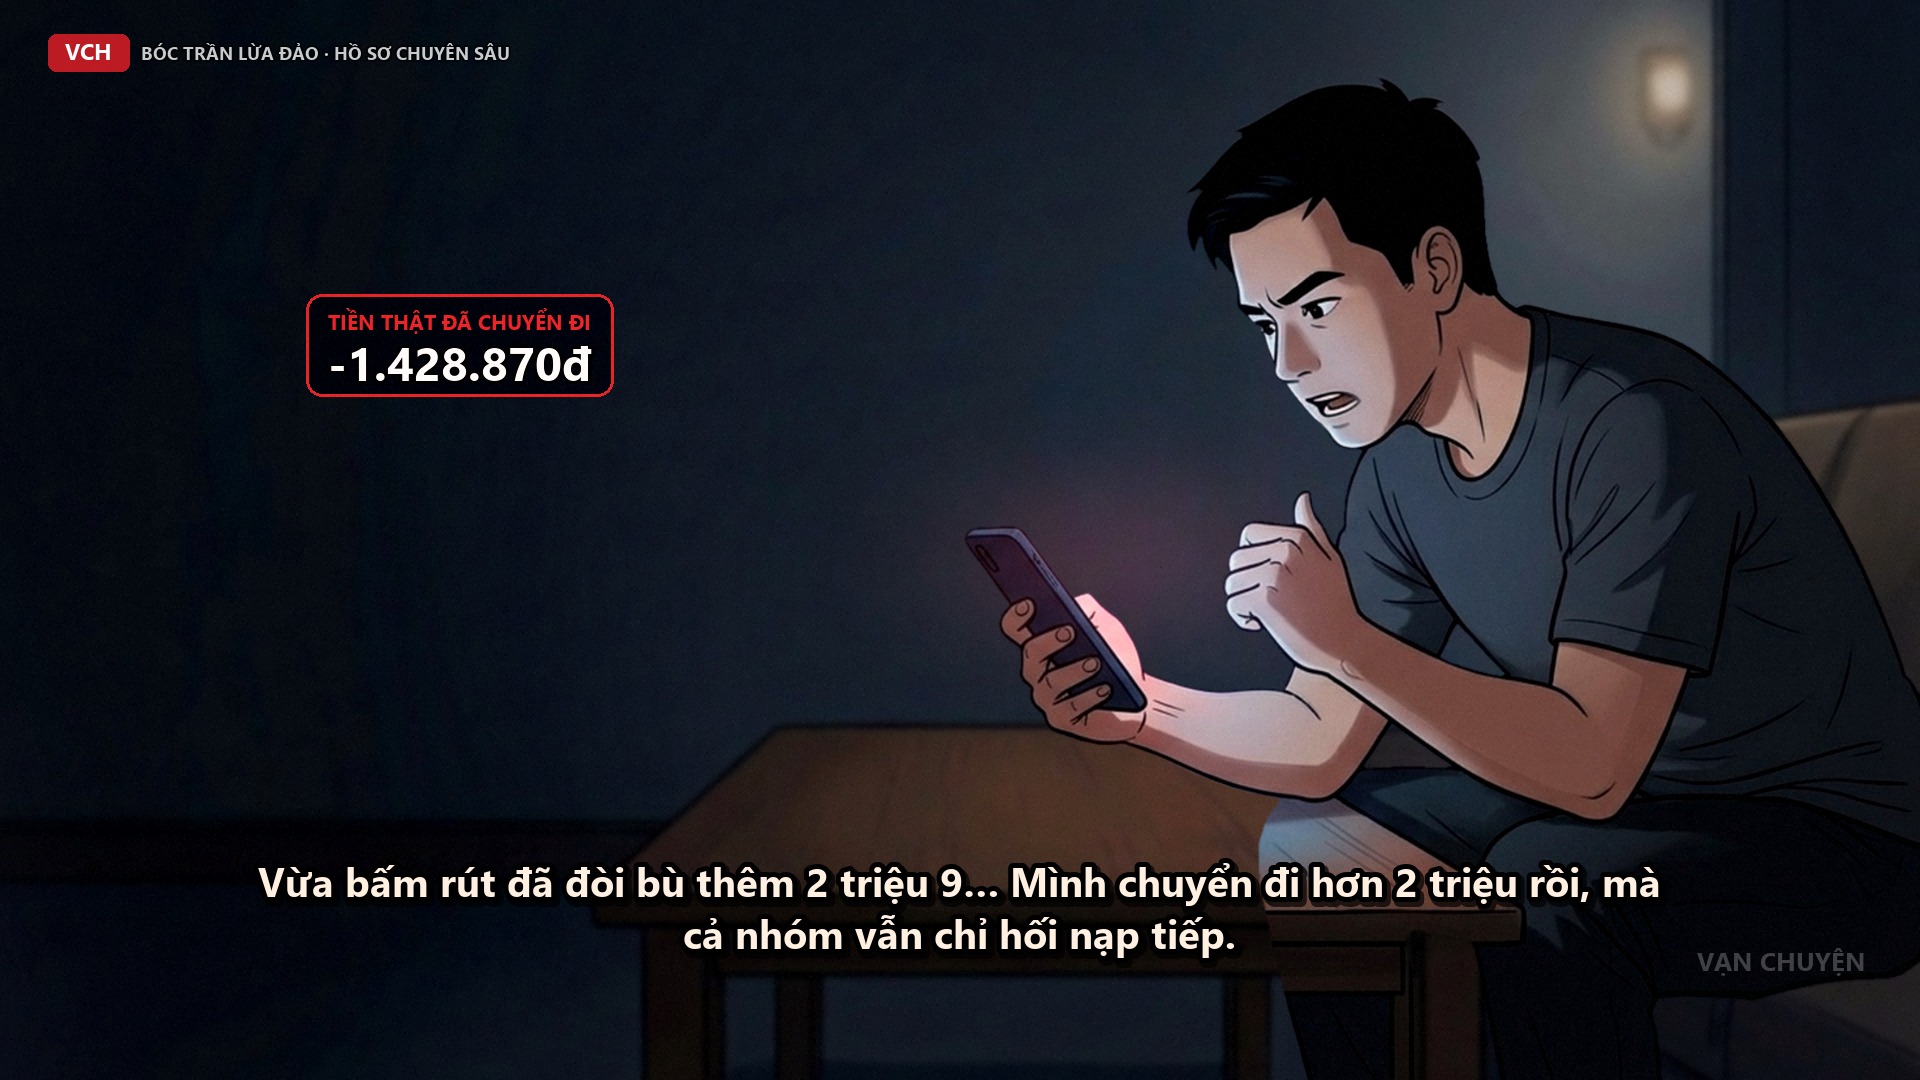 VCH BÓC TRẦN LỪA ĐẢO · HỒ SƠ CHUYÊN SÂU
TIỀN THẬT ĐÃ CHUYỂN ĐI
-1.428.870đ
Vừa bấm rút đã đòi bù thêm 2 triệu 9... Mình chuyển đi hơn 2 triệu rồi, mà
cả nhóm vẫn chỉ hối nạp tiếp.
VẠN CHUYỆN